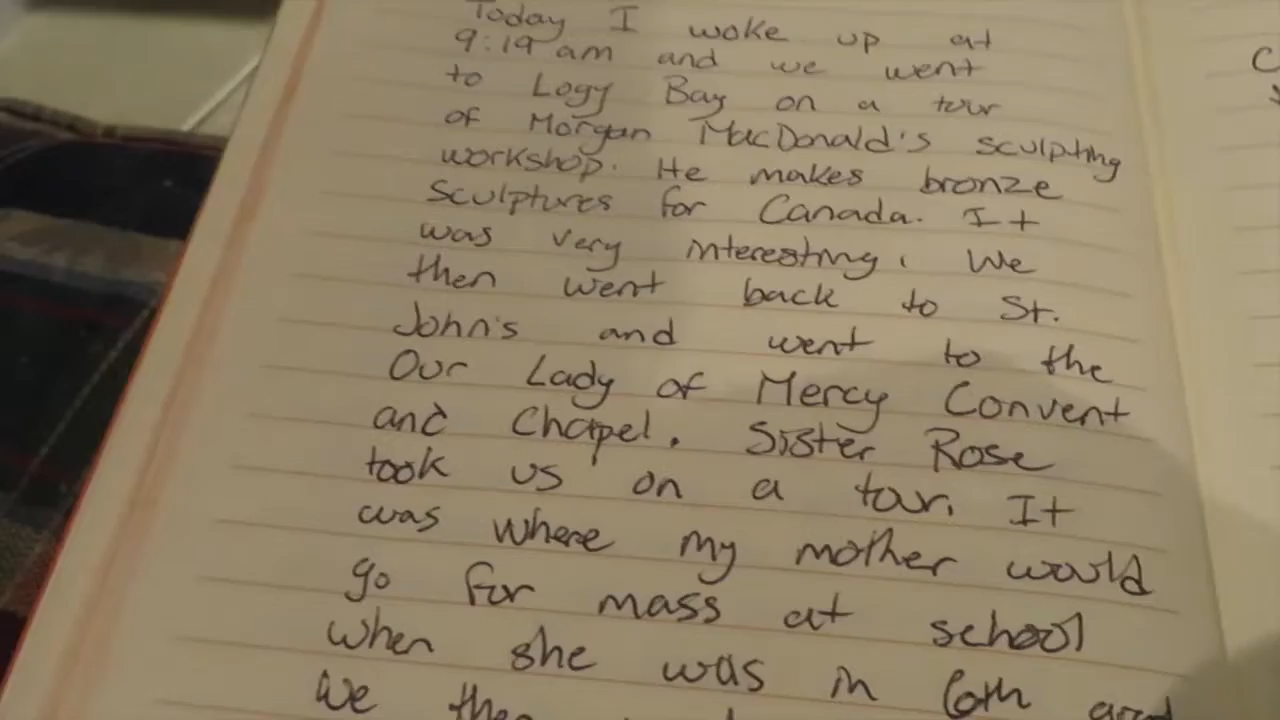 Today I woke up at
9:19 am and we went
to Logy Bay on a tour
of Morgan MacDonald's sculpting
workshop. He makes bronze
sculptures for Canada. It
was very interesting. We
then went back to St.
John's and went to the
Our Lady of Mercy Convent
and Chapel. Sister Rose
took us on a tour. It
was where my mother would
go for mass at school
when she was in 6th
We